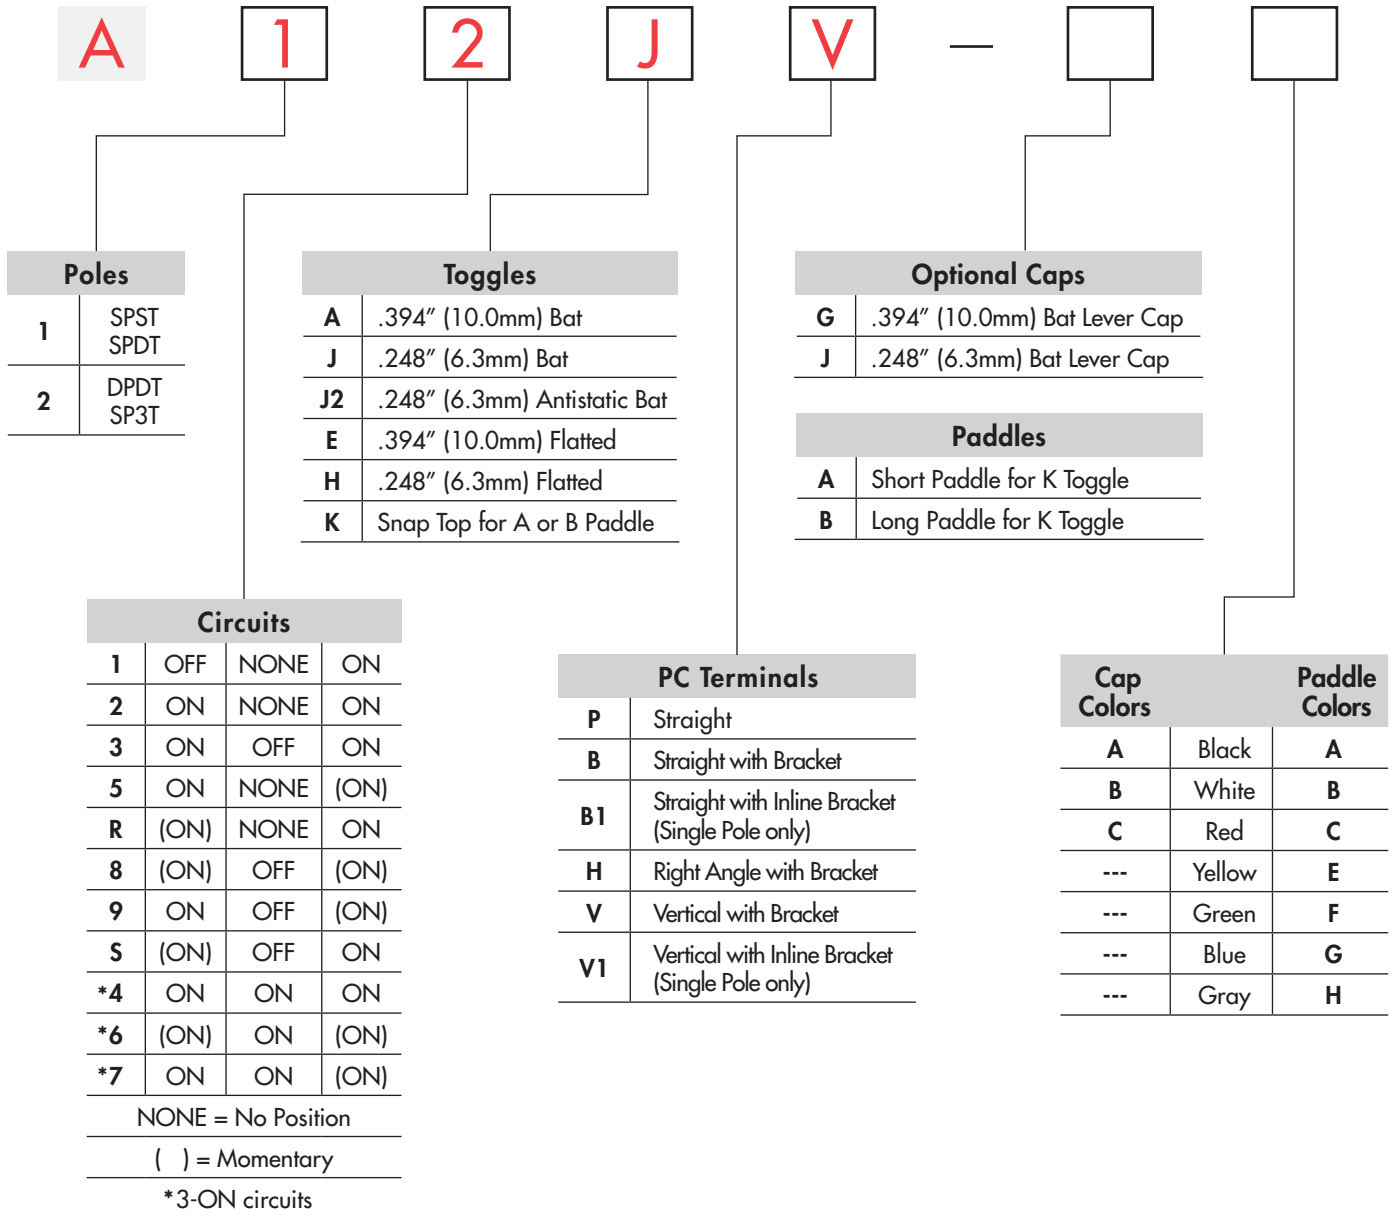 A 1 2 J V —
Poles
1 SPST SPDT
2 DPDT SP3T
Toggles
A .394″ (10.0mm) Bat
J .248″ (6.3mm) Bat
J2 .248″ (6.3mm) Antistatic Bat
E .394″ (10.0mm) Flatted
H .248″ (6.3mm) Flatted
K Snap Top for A or B Paddle
Optional Caps
G .394″ (10.0mm) Bat Lever Cap
J .248″ (6.3mm) Bat Lever Cap
Paddles
A Short Paddle for K Toggle
B Long Paddle for K Toggle
Circuits
1 OFF NONE ON
2 ON NONE ON
3 ON OFF ON
5 ON NONE (ON)
R (ON) NONE ON
8 (ON) OFF (ON)
9 ON OFF (ON)
S (ON) OFF ON
*4 ON ON ON
*6 (ON) ON (ON)
*7 ON ON (ON)
NONE = No Position
( ) = Momentary
*3-ON circuits
PC Terminals
P Straight
B Straight with Bracket
B1 Straight with Inline Bracket
(Single Pole only)
H Right Angle with Bracket
V Vertical with Bracket
V1 Vertical with Inline Bracket
(Single Pole only)
Cap Colors Paddle Colors
A Black A
B White B
C Red C
--- Yellow E
--- Green F
--- Blue G
--- Gray H